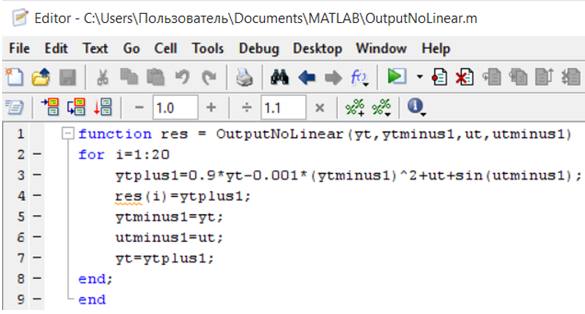 Editor - C:\Users\Пользователь\Documents\MATLAB\OutputNoLinear.m
File Edit Text Go Cell Tools Debug Desktop Window Help
- 1.0 + ÷ 1.1 ×
1 function res = OutputNoLinear(yt,ytminus1,ut,utminus1)
2 - for i=1:20
3 - ytplus1=0.9*yt-0.001*(ytminus1)^2+ut+sin(utminus1);
4 - res(i)=ytplus1;
5 - ytminus1=yt;
6 - utminus1=ut;
7 - yt=ytplus1;
8 - end;
9 - end